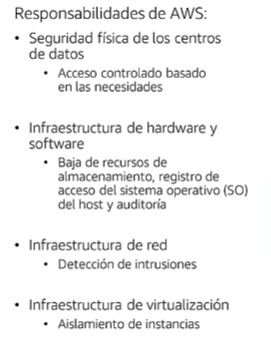 Responsabilidades de AWS:
• Seguridad física de los centros
de datos
• Acceso controlado basado
en las necesidades
• Infraestructura de hardware y
software
• Baja de recursos de
almacenamiento, registro de
acceso del sistema operativo (SO)
del host y auditoría
• Infraestructura de red
• Detección de intrusiones
• Infraestructura de virtualización
• Aislamiento de instancias